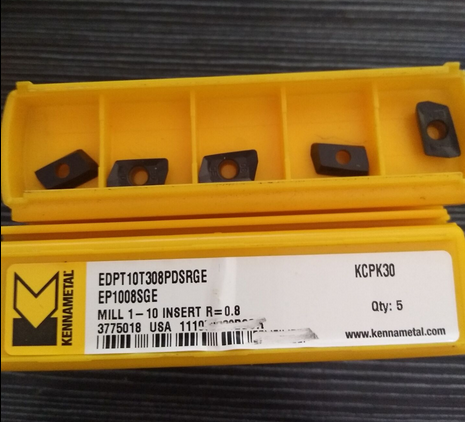 KENNAMETAL
EDPT10T308PDSRGE
EP1008SGE
MILL 1-10 INSERT R=0.8
3775018 USA
KCPK30
Qty: 5
www.kennametal.com